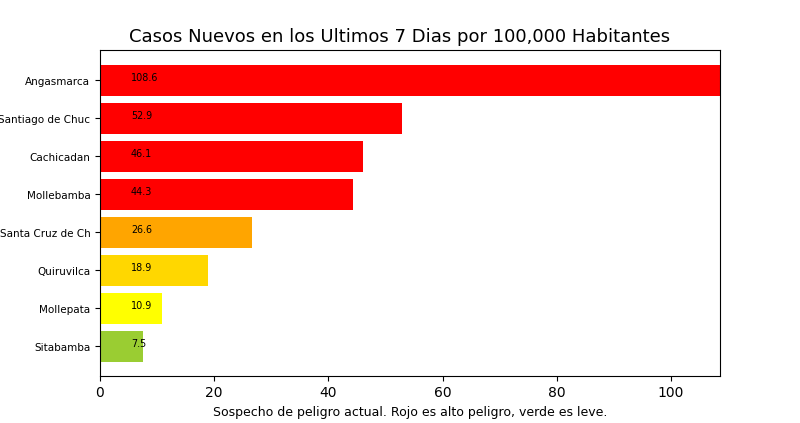 Casos Nuevos en los Ultimos 7 Dias por 100,000 Habitantes
Angasmarca 108.6
Santiago de Chuc 52.9
Cachicadan 46.1
Mollebamba 44.3
Santa Cruz de Ch 26.6
Quiruvilca 18.9
Mollepata 10.9
Sitabamba 7.5
0 20 40 60 80 100
Sospecho de peligro actual. Rojo es alto peligro, verde es leve.